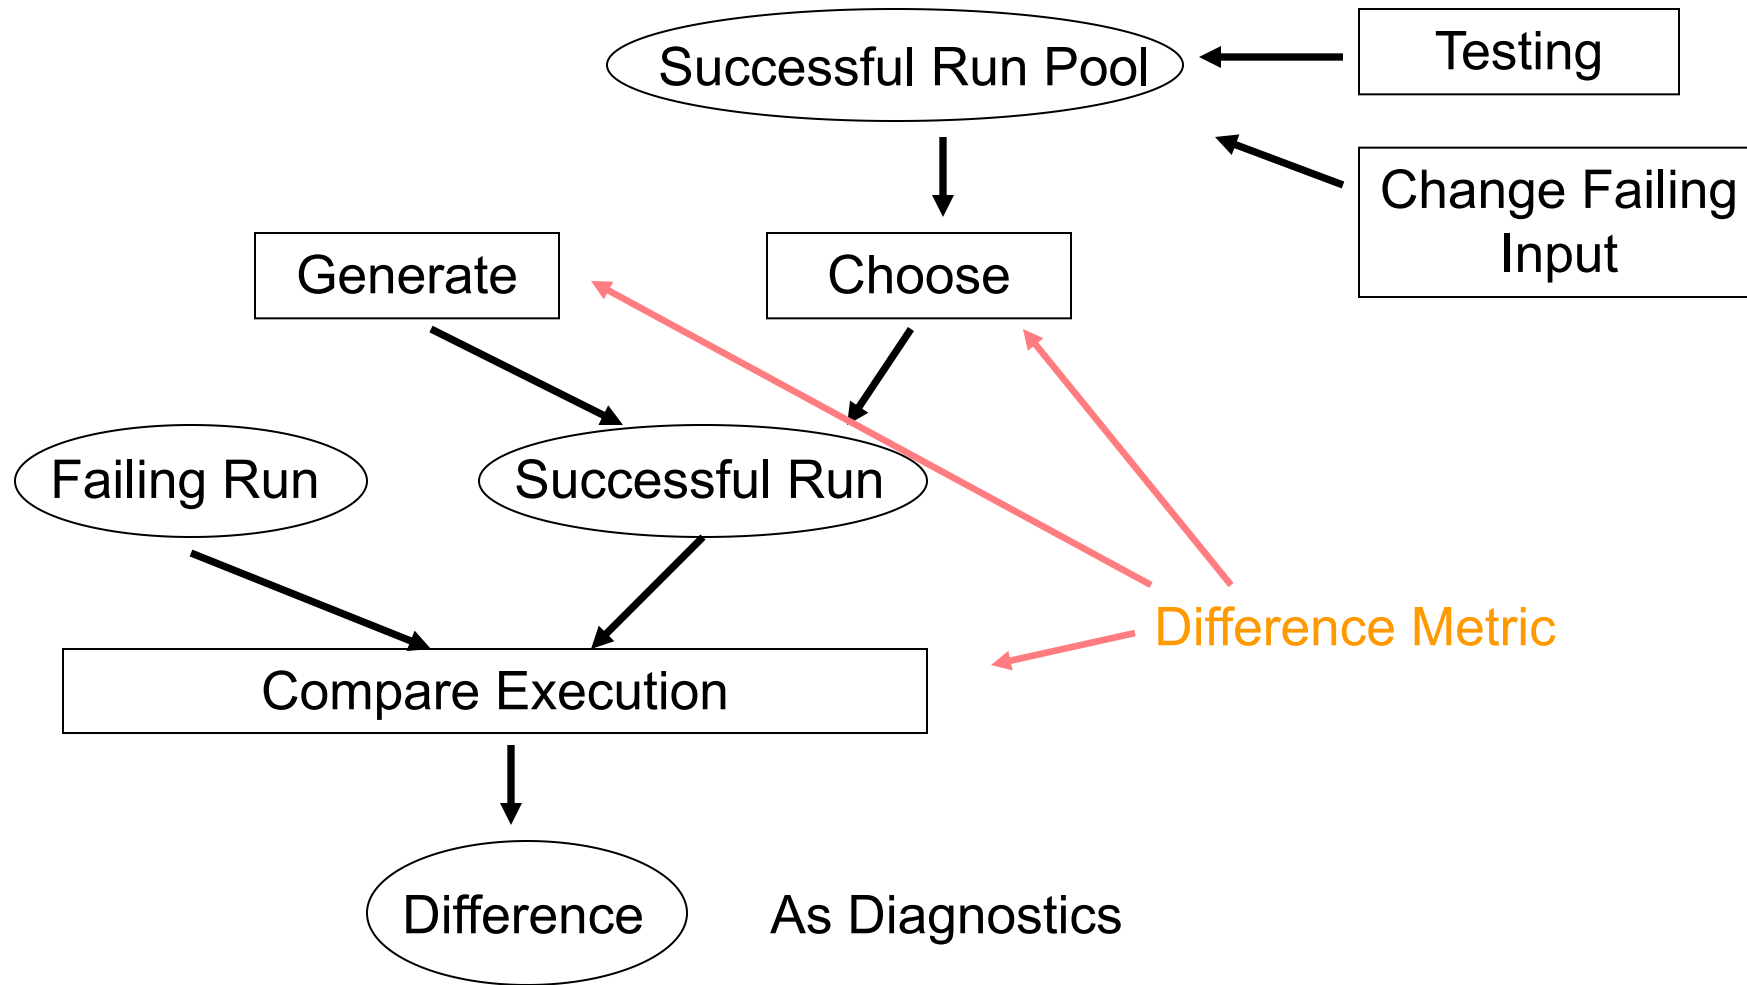 Successful Run Pool
Testing
Change Failing
Input
Generate
Choose
Failing Run
Successful Run
Difference Metric
Compare Execution
Difference
As Diagnostics